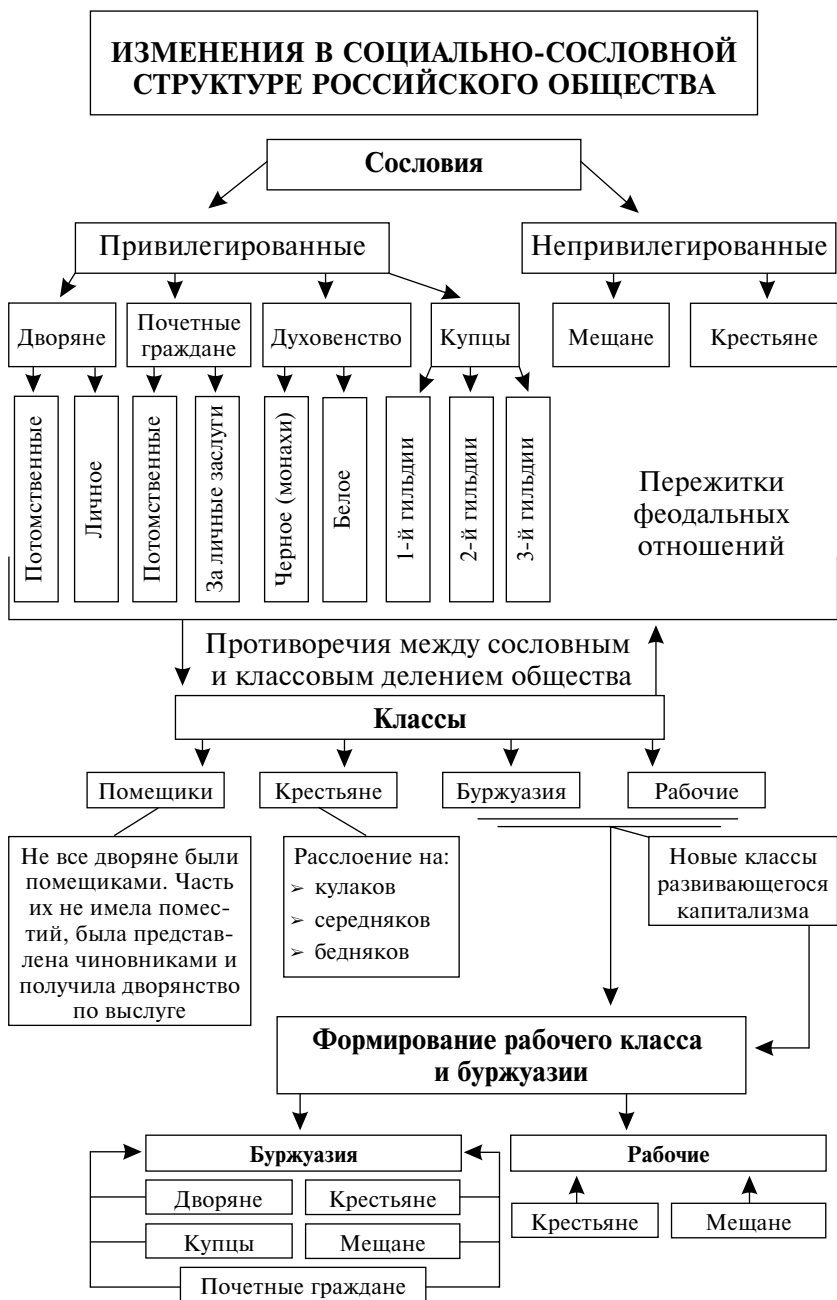 ИЗМЕНЕНИЯ В СОЦИАЛЬНО-СОСЛОВНОЙ
СТРУКТУРЕ РОССИЙСКОГО ОБЩЕСТВА
Сословия
Привилегированные
Непривилегированные
Дворяне
Почетные
граждане
Духовенство
Купцы
Мещане
Крестьяне
Потомственные
Личное
Потомственные
За личные заслуги
Черное (монахи)
Белое
1-й гильдии
2-й гильдии
3-й гильдии
Пережитки
феодальных
отношений
Противоречия между сословным
и классовым делением общества
Классы
Помещики
Крестьяне
Буржуазия
Рабочие
Не все дворяне были
помещиками. Часть
их не имела помес-
тий, была представ-
лена чиновниками и
получила дворянство
по выслуге
Расслоение на:
➢ кулаков
➢ середняков
➢ бедняков
Новые классы
развивающегося
капитализма
Формирование рабочего класса
и буржуазии
Буржуазия
Рабочие
Дворяне
Крестьяне
Купцы
Мещане
Почетные граждане
Крестьяне
Мещане